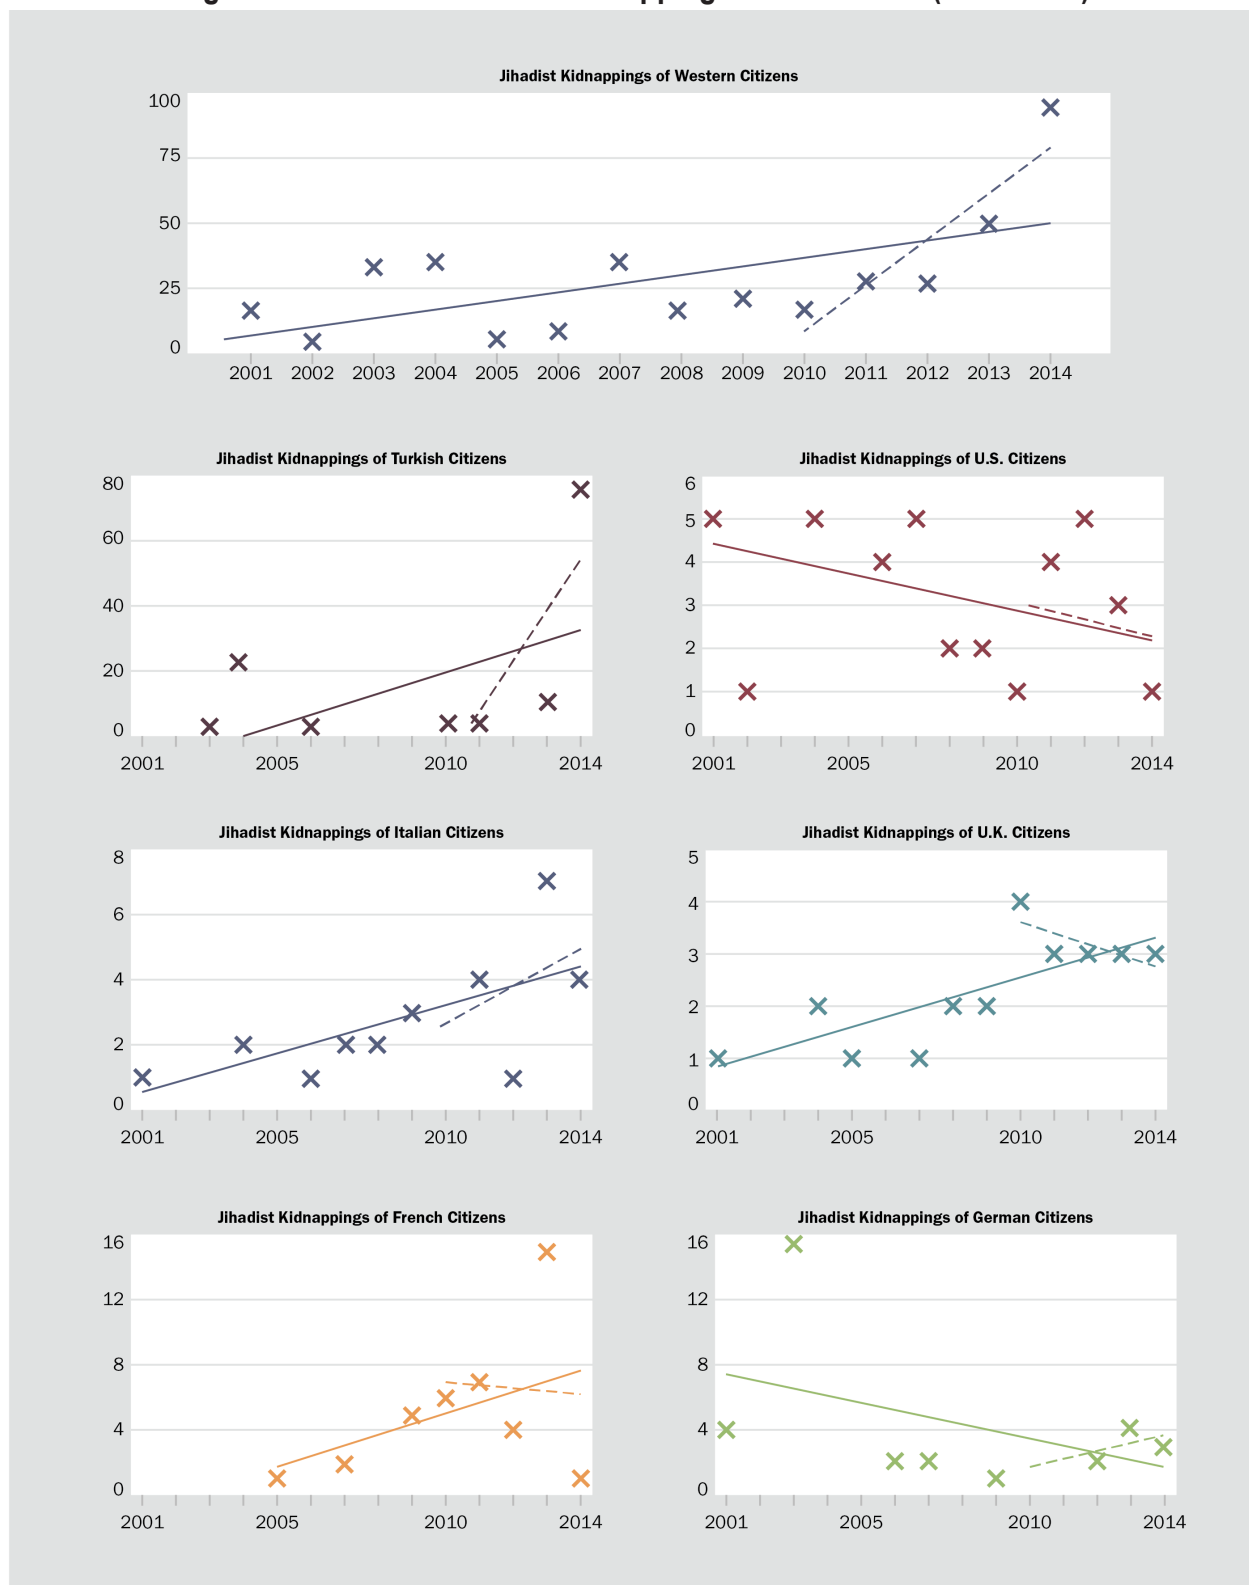 Jihadist Kidnappings of Western Citizens
100
75
50
25
0
2001 2002 2003 2004 2005 2006 2007 2008 2009 2010 2011 2012 2013 2014
Jihadist Kidnappings of Turkish Citizens
80
60
40
20
0
2001 2005 2010 2014
Jihadist Kidnappings of U.S. Citizens
6
5
4
3
2
1
0
2001 2005 2010 2014
Jihadist Kidnappings of Italian Citizens
8
6
4
2
0
2001 2005 2010 2014
Jihadist Kidnappings of U.K. Citizens
5
4
3
2
1
0
2001 2005 2010 2014
Jihadist Kidnappings of French Citizens
16
12
8
4
0
2001 2005 2010 2014
Jihadist Kidnappings of German Citizens
16
12
8
4
0
2001 2005 2010 2014